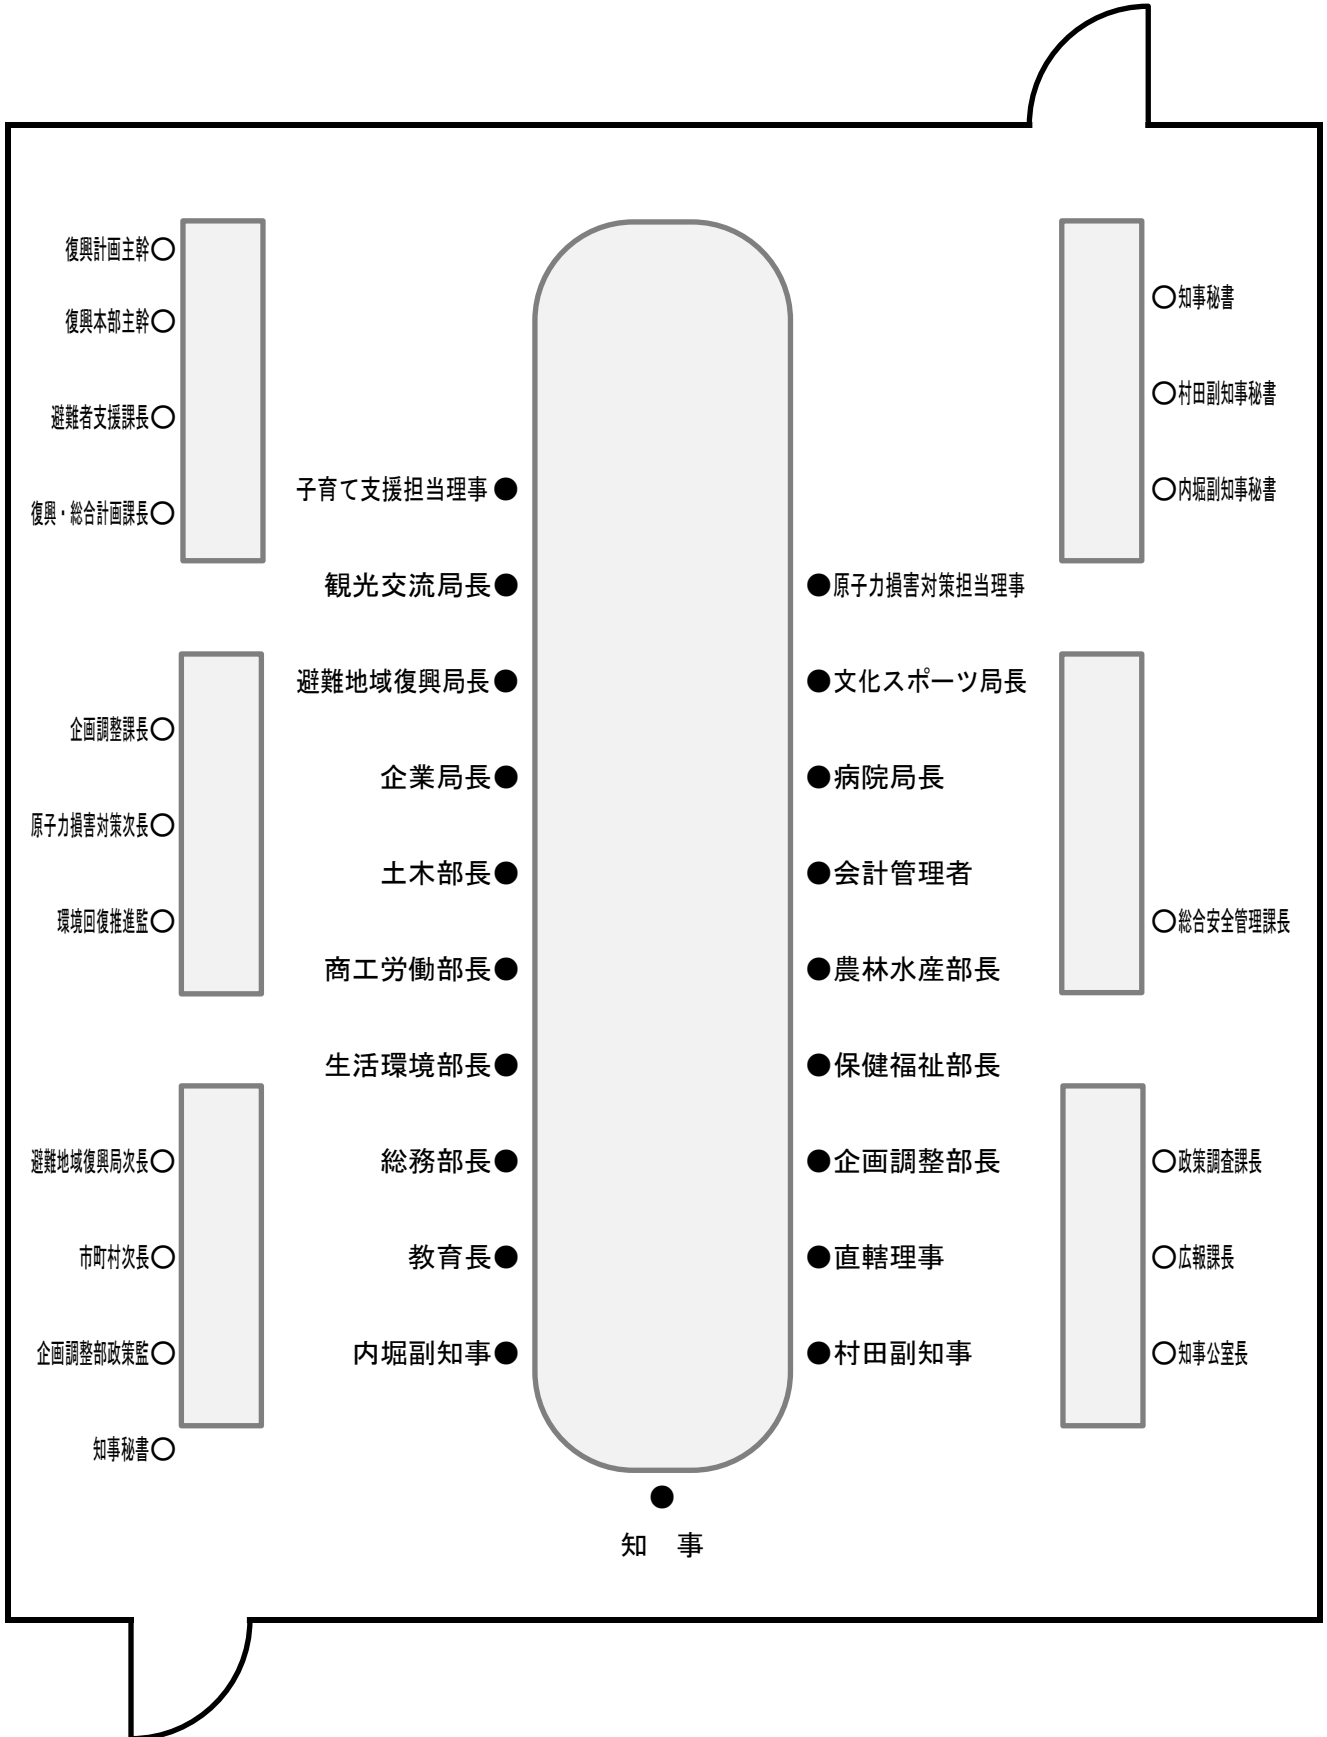 復興計画主幹
復興本部主幹
避難者支援課長
復興・総合計画課長
企画調整課長
原子力損害対策次長
環境回復推進監
避難地域復興局次長
市町村次長
企画調整部政策監
知事秘書
子育て支援担当理事
観光交流局長
避難地域復興局長
企業局長
土木部長
商工労働部長
生活環境部長
総務部長
教育長
内堀副知事
原子力損害対策担当理事
文化スポーツ局長
病院局長
会計管理者
農林水産部長
保健福祉部長
企画調整部長
直轄理事
村田副知事
知事秘書
村田副知事秘書
内堀副知事秘書
総合安全管理課長
政策調査課長
広報課長
知事公室長
知　事